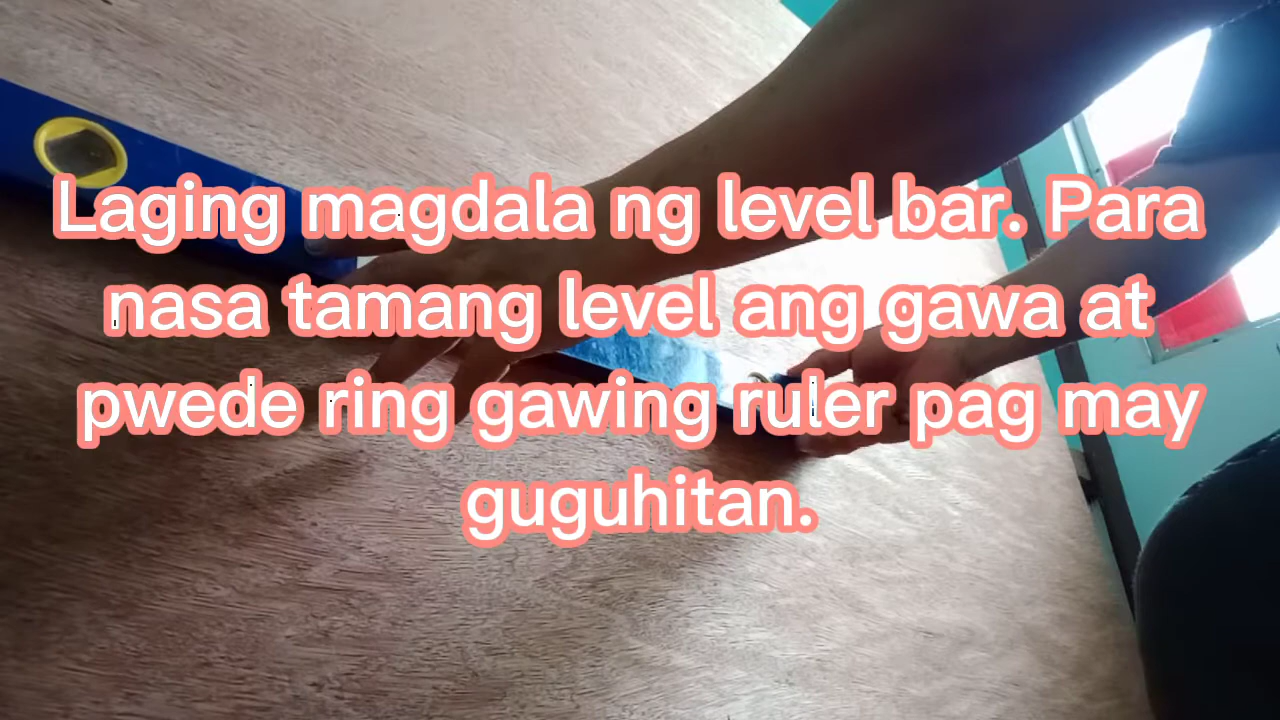 Laging magdala ng level bar. Para
nasa tamang level ang gawa at
pwede ring gawing ruler pag may
guguhitan.